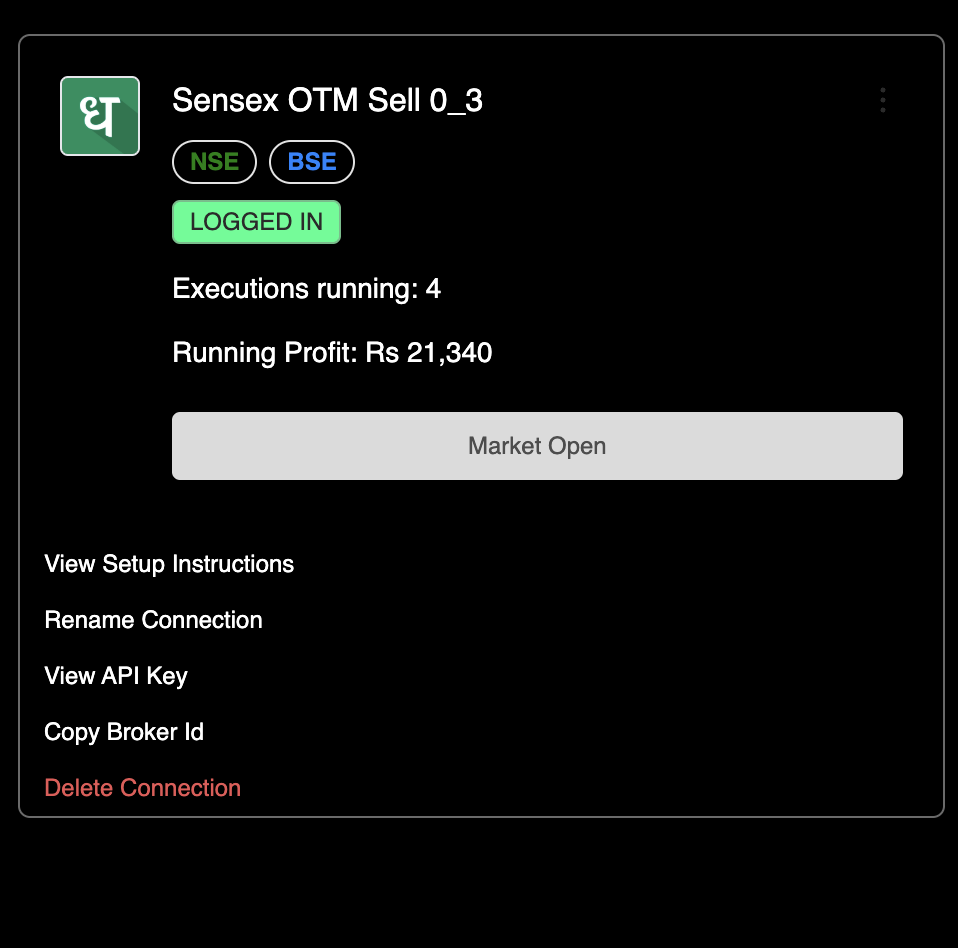 ध
Sensex OTM Sell 0_3
NSE BSE
LOGGED IN
Executions running: 4
Running Profit: Rs 21,340
Market Open
View Setup Instructions
Rename Connection
View API Key
Copy Broker Id
Delete Connection